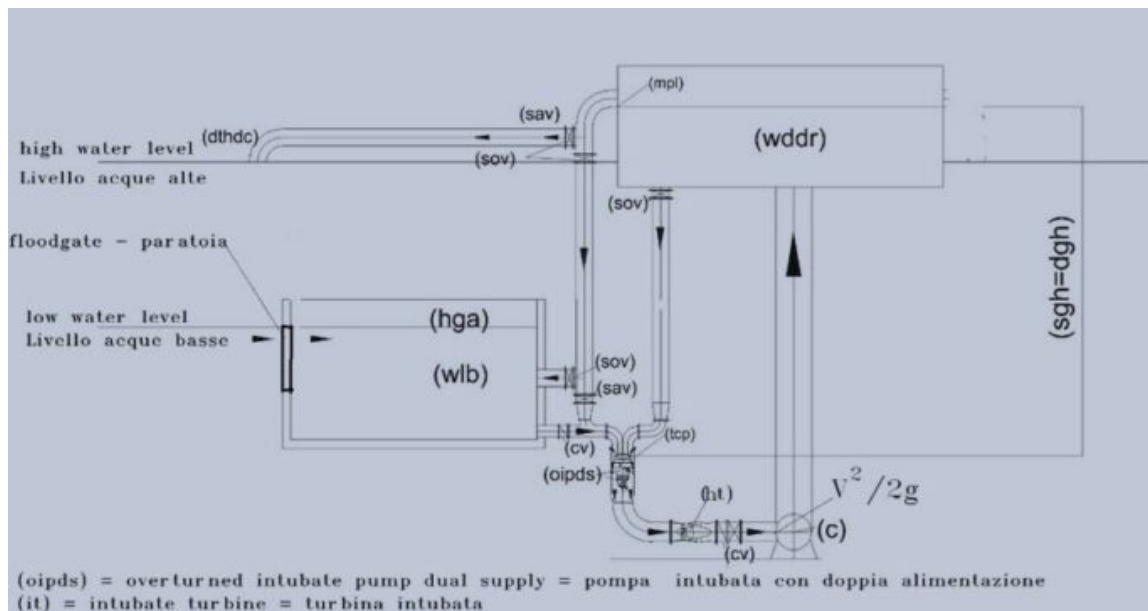 (mpl)
(sav)
(dthdc)
(wddr)
high water level
(sov)
Livello acque alte
(sov)
floodgate - paratoia
(sgh=dgh)
low water level
(hga)
Livello acque basse
(sov)
(wlb)
(sav)
(tcp)
(cv)
(oipds)
V²/2g
(ht)
(c)
(cv)
(oipds) = overturned intubate pump dual supply = pompa intubata con doppia alimentazione
(it) = intubate turbine = turbina intubata